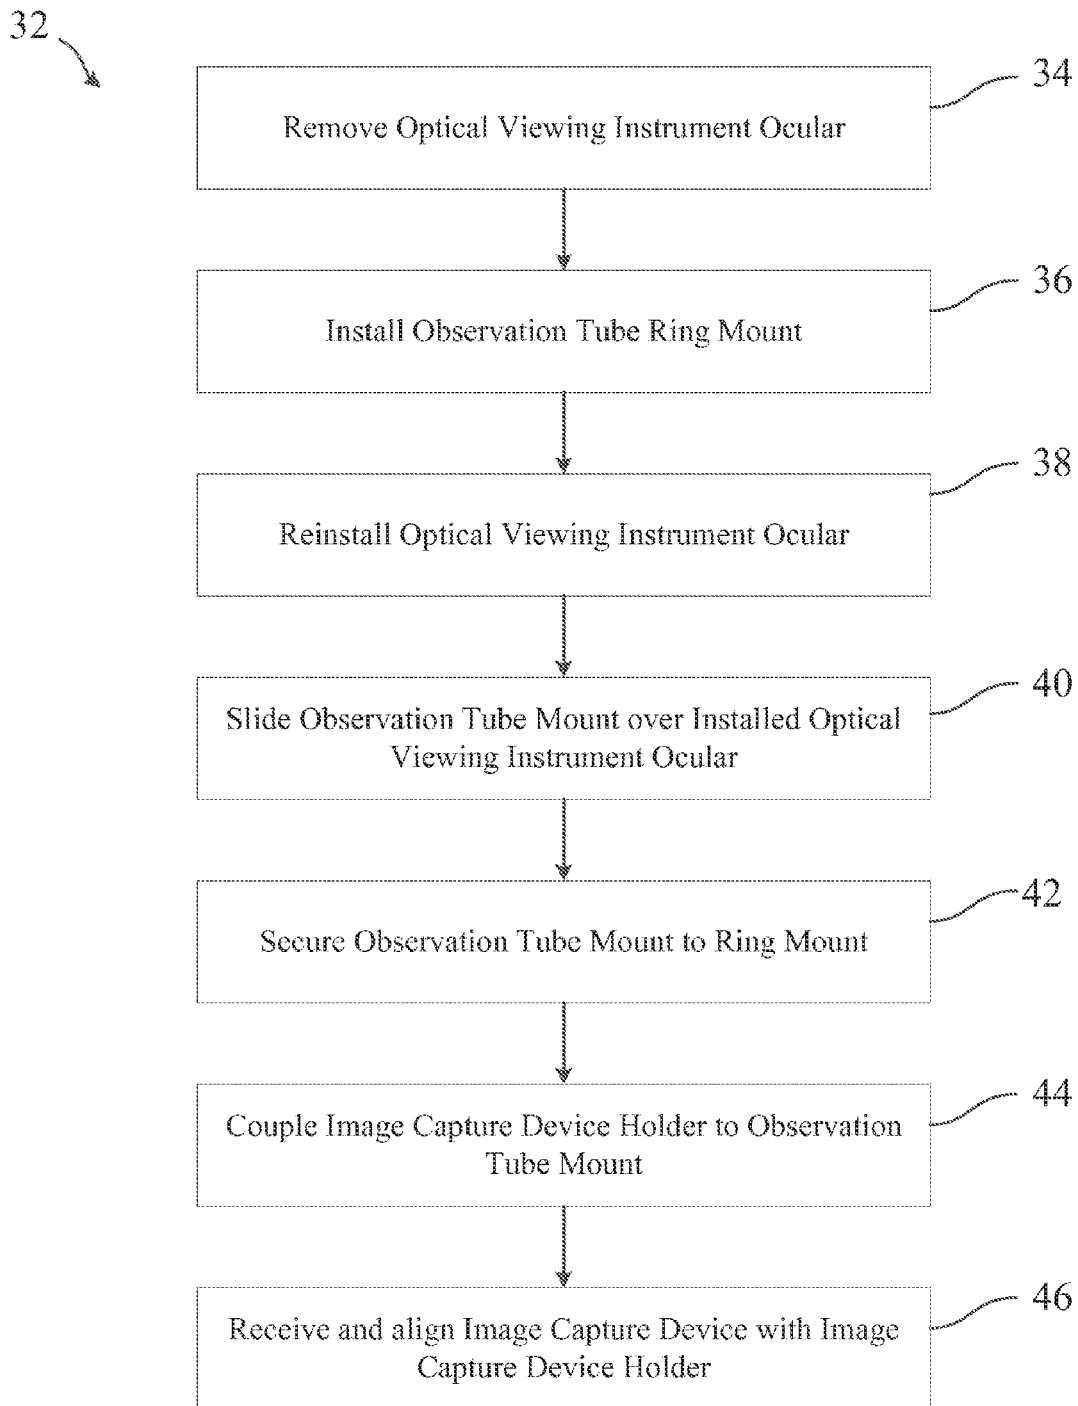 32
34
Remove Optical Viewing Instrument Ocular
36
Install Observation Tube Ring Mount
38
Reinstall Optical Viewing Instrument Ocular
40
Slide Observation Tube Mount over Installed Optical
Viewing Instrument Ocular
42
Secure Observation Tube Mount to Ring Mount
44
Couple Image Capture Device Holder to Observation
Tube Mount
46
Receive and align Image Capture Device with Image
Capture Device Holder